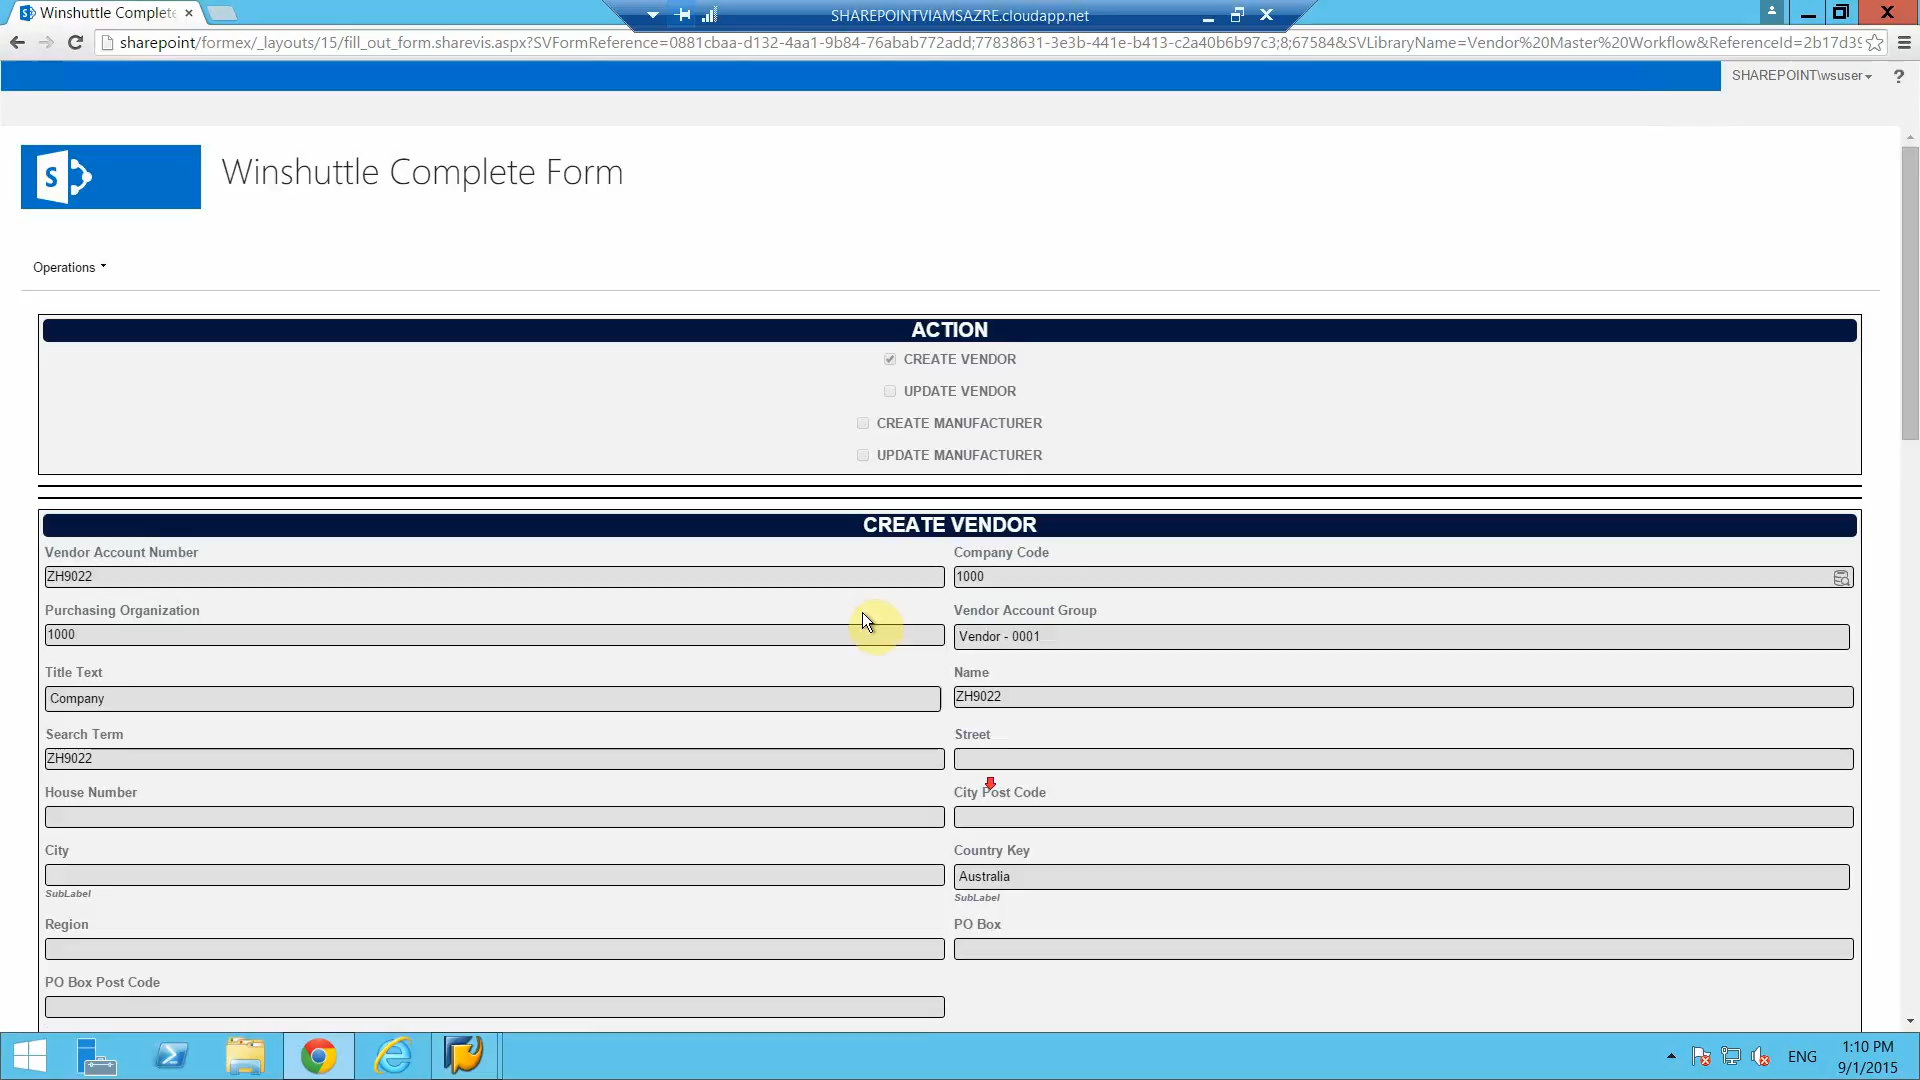 Winshuttle Complete
SHAREPOINTVIAMSAZRE.cloudapp.net
sharepoint/formex/_layouts/15/fill_out_form.sharevis.aspx?SVFormReference=0881cbaa-d132-4aa1-9b84-76abab772add;77838631-3e3b-441e-b413-c2a40b6b97c3;8;67584&SVLibraryName=Vendor%20Master%20Workflow&ReferenceId=2b17d39
SHAREPOINT\wsuser
?
S
Winshuttle Complete Form
Operations
ACTION
CREATE VENDOR
UPDATE VENDOR
CREATE MANUFACTURER
UPDATE MANUFACTURER
CREATE VENDOR
Vendor Account Number Company Code
ZH9022 1000
Purchasing Organization Vendor Account Group
1000 Vendor - 0001
Title Text Name
Company ZH9022
Search Term Street
ZH9022
House Number City Post Code
City Country Key
Australia
SubLabel SubLabel
Region PO Box
PO Box Post Code
ENG
1:10 PM
9/1/2015